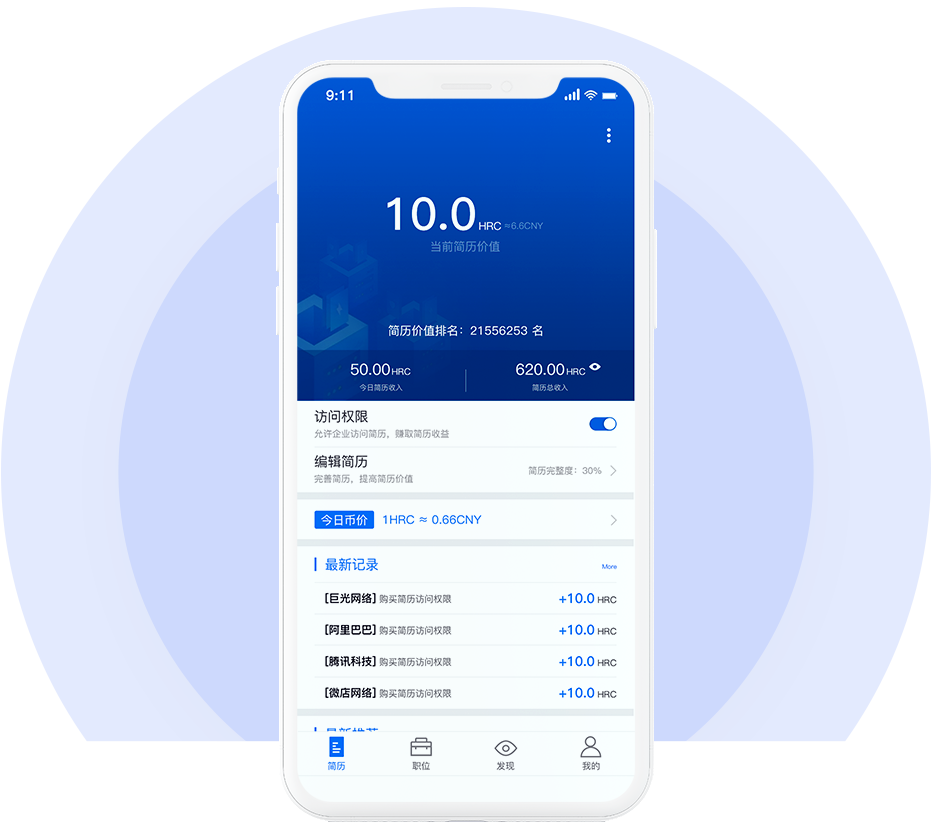 9:11
10.0 HRC ≈6.6CNY
当前简历价值
简历价值排名：21556253 名
50.00HRC 620.00HRC
今日简历收入 简历总收入
访问权限
允许企业访问简历，赚取简历收益
编辑简历
完善简历，提高简历价值
简历完整度：30%
今日币价 1HRC ≈ 0.66CNY
最新记录 More
[巨光网络] 购买简历访问权限 +10.0 HRC
[阿里巴巴] 购买简历访问权限 +10.0 HRC
[腾讯科技] 购买简历访问权限 +10.0 HRC
[微店网络] 购买简历访问权限 +10.0 HRC
最新推荐
简历 职位 发现 我的